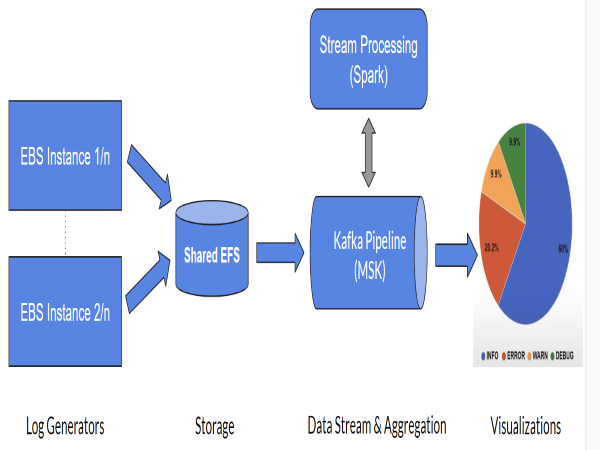 Stream Processing
(Spark)
EBS Instance 1/n
Shared EFS
Kafka Pipeline
(MSK)
EBS Instance 2/n
9.9%
9.9%
20.2%
60%
INFO ERROR WARN DEBUG
Log Generators
Storage
Data Stream & Aggregation
Visualizations